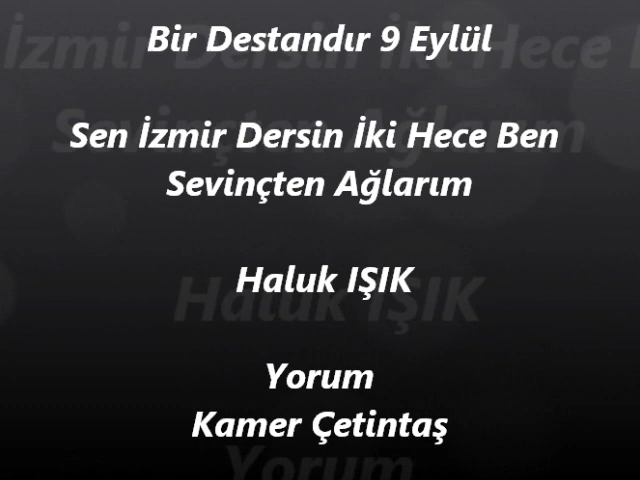 Bir Destandır 9 Eylül
Sen İzmir Dersin İki Hece Ben
Sevinçten Ağlarım
Haluk IŞIK
Yorum
Kamer Çetintaş